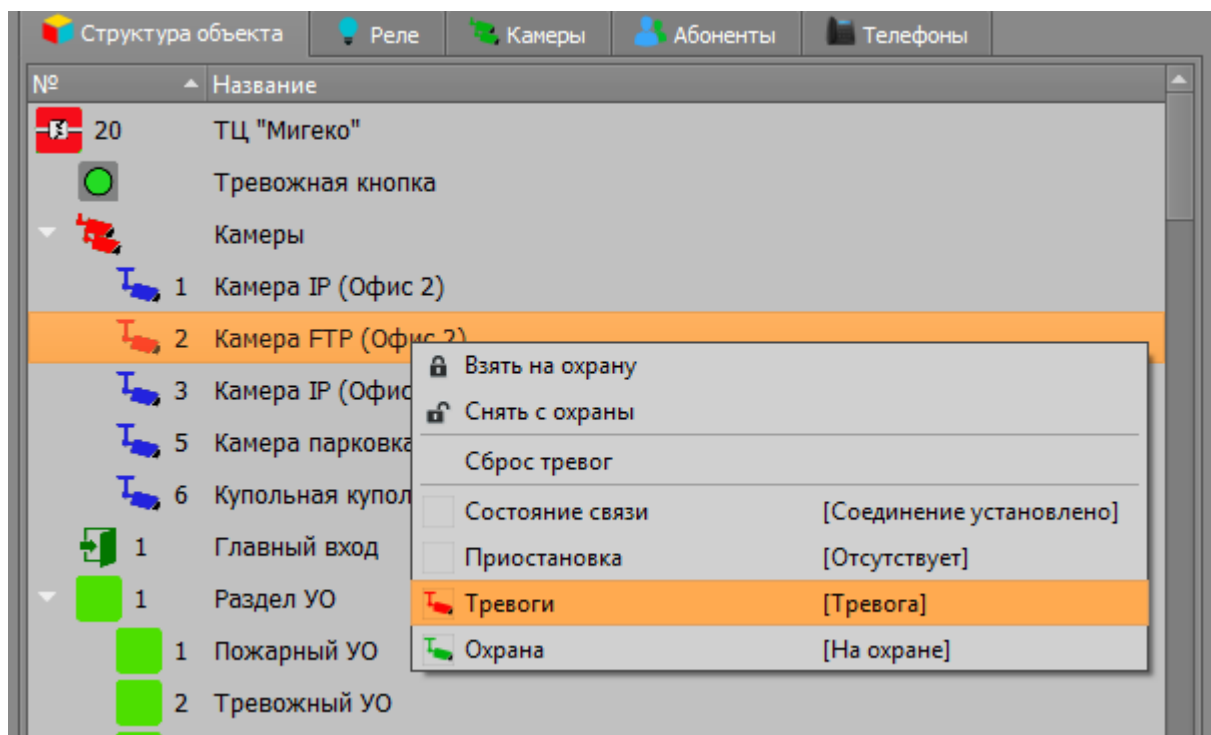 Структура объекта Реле Камеры Абоненты Телефоны
№ Название
20 ТЦ "Мигеко"
Тревожная кнопка
Камеры
1 Камера IP (Офис 2)
2 Камера FTP (Офис 2)
Взять на охрану
3 Камера IP (Офис
Снять с охраны
5 Камера парковка
Сброс тревог
6 Купольная купол
Состояние связи [Соединение установлено]
1 Главный вход
Приостановка [Отсутствует]
1 Раздел УО
Тревоги [Тревога]
1 Пожарный УО
Охрана [На охране]
2 Тревожный УО